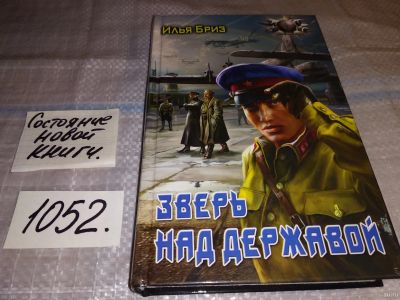 Илья Бриз
Состояние
новой
книги.
1052.
ЗВЕРЬ
НАД ДЕРЖАВОЙ